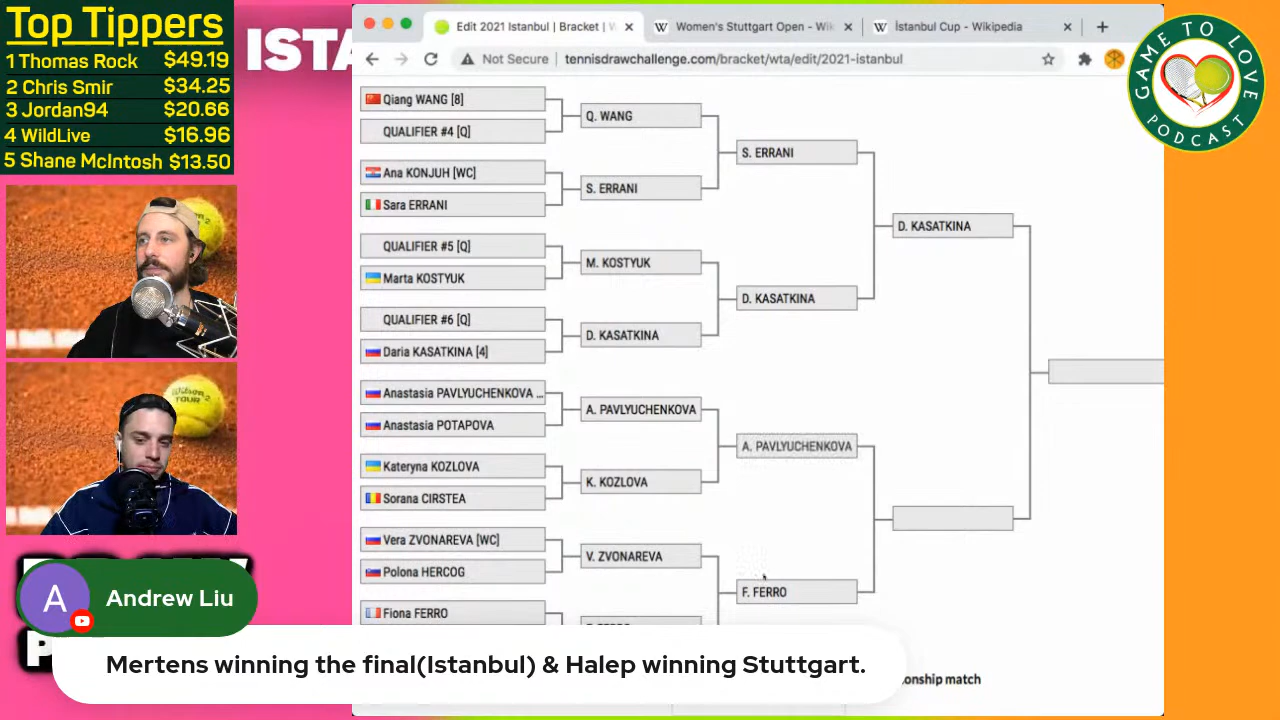 Top Tippers
1 Thomas Rock $49.19
2 Chris Smir $34.25
3 Jordan94 $20.66
4 WildLive $16.96
5 Shane McIntosh $13.50
ISTA
Edit 2021 Istanbul | Bracket | W
Women's Stuttgart Open - Wik
İstanbul Cup - Wikipedia
Not Secure
tennisdrawchallenge.com/bracket/wta/edit/2021-istanbul
GAME TO LOVE
PODCAST
Qiang WANG [8]
QUALIFIER #4 [Q]
Ana KONJUH [WC]
Sara ERRANI
QUALIFIER #5 [Q]
Marta KOSTYUK
QUALIFIER #6 [Q]
Daria KASATKINA [4]
Anastasia PAVLYUCHENKOVA ...
Anastasia POTAPOVA
Kateryna KOZLOVA
Sorana CIRSTEA
Vera ZVONAREVA [WC]
Polona HERCOG
Fiona FERRO
Q. WANG
S. ERRANI
M. KOSTYUK
D. KASATKINA
A. PAVLYUCHENKOVA
K. KOZLOVA
V. ZVONAREVA
S. ERRANI
D. KASATKINA
A. PAVLYUCHENKOVA
F. FERRO
D. KASATKINA
onship match
A
Andrew Liu
Mertens winning the final(Istanbul) & Halep winning Stuttgart.